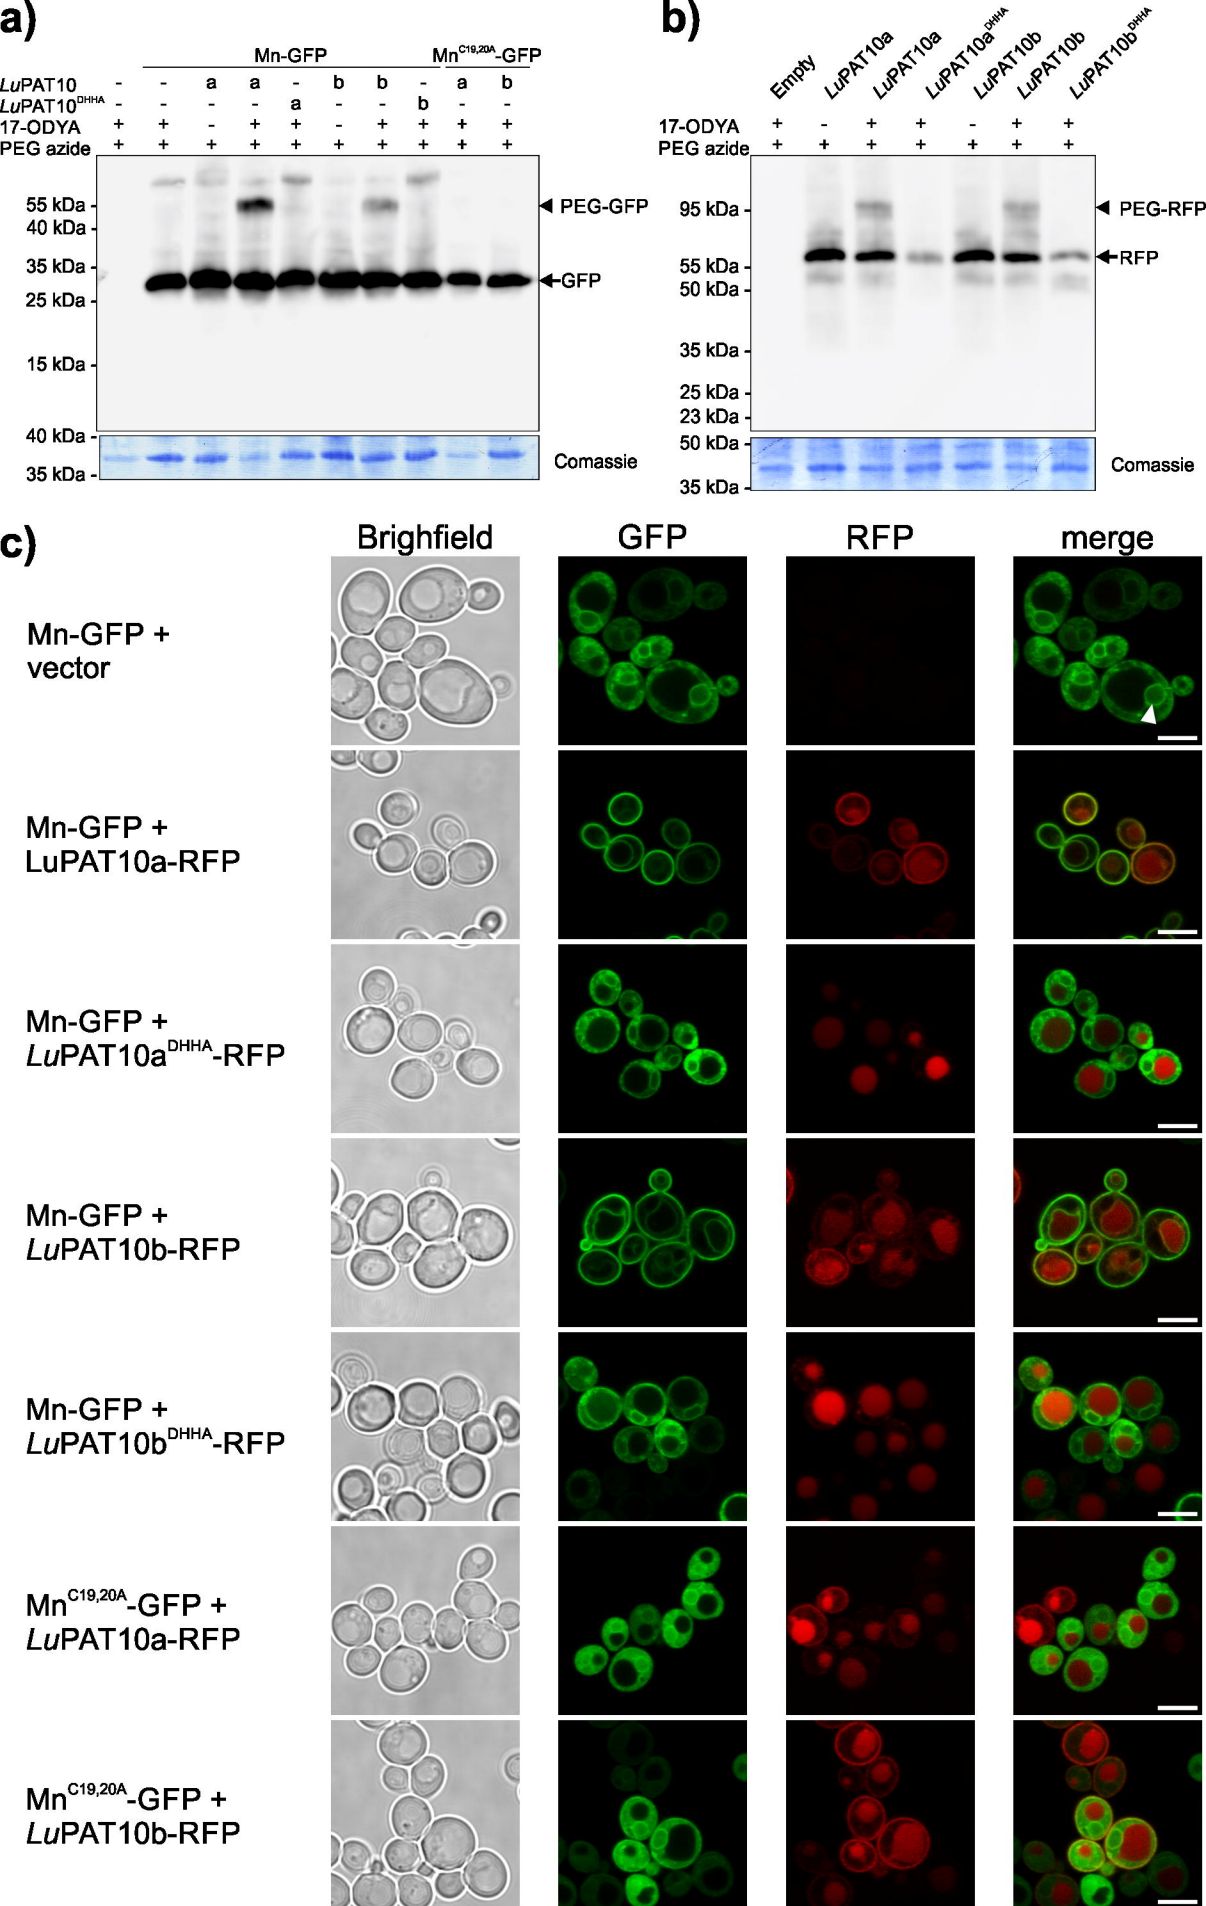 a)
Mn-GFP Mn^C19,20A-GFP
LuPAT10 - - a a - b b - a b
LuPAT10^DHHA - - - - a - - b - -
17-ODYA + + - + + - + + + +
PEG azide + + + + + + + + + +
55 kDa
40 kDa
35 kDa
25 kDa
15 kDa
PEG-GFP
GFP
40 kDa
35 kDa
Comassie
b)
Empty LuPAT10a LuPAT10a LuPAT10a^DHHA LuPAT10b LuPAT10b LuPAT10b^DHHA
17-ODYA + - + + - + +
PEG azide + + + + + + +
95 kDa
55 kDa
50 kDa
35 kDa
25 kDa
23 kDa
PEG-RFP
RFP
50 kDa
35 kDa
Comassie
c)
Brighfield GFP RFP merge
Mn-GFP +
vector
Mn-GFP +
LuPAT10a-RFP
Mn-GFP +
LuPAT10a^DHHA-RFP
Mn-GFP +
LuPAT10b-RFP
Mn-GFP +
LuPAT10b^DHHA-RFP
Mn^C19,20A-GFP +
LuPAT10a-RFP
Mn^C19,20A-GFP +
LuPAT10b-RFP